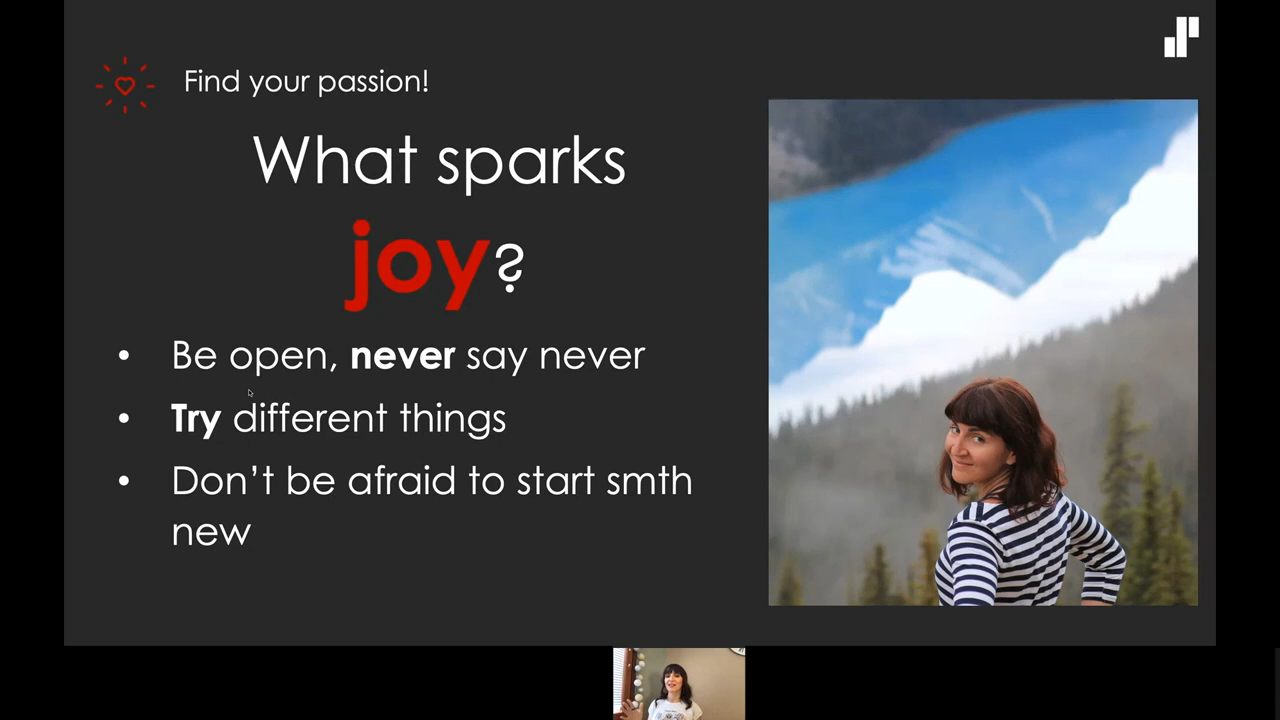 Find your passion!
What sparks
joy?
• Be open, never say never
• Try different things
• Don’t be afraid to start smth
new